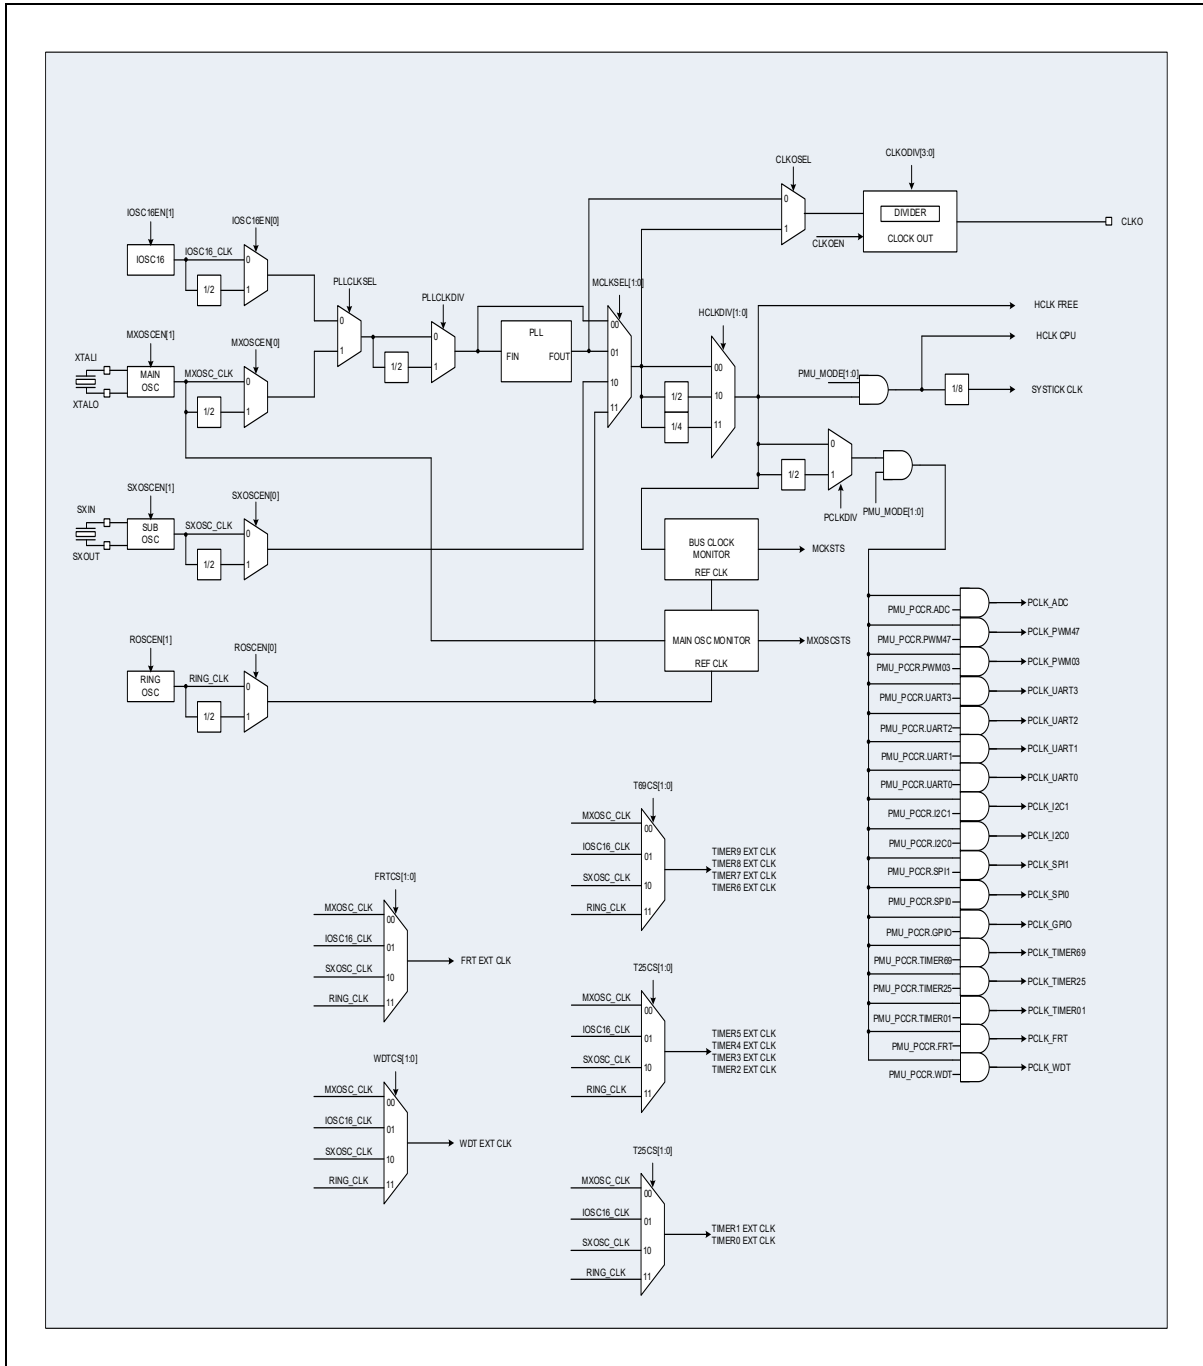 CLKODIV[3:0]
CLKOSEL
0
DIVIDER
CLKO
1
CLKOEN
CLOCK OUT
IOSC16EN[1]
IOSC16EN[0]
IOSC16_CLK
0
IOSC16
1/2
1
PLLCLKSEL
PLLCLKDIV
MCLKSEL[1:0]
HCLKDIV[1:0]
HCLK FREE
MXOSCEN[1]
MXOSCEN[0]
0
0
PLL
00
HCLK CPU
XTALI
MAIN
OSC
MXOSC_CLK
0
1
1/2
1
FIN
FOUT
01
00
PMU_MODE[1:0]
XTALO
1/2
1
10
1/2
10
1/8
SYSTICK CLK
11
1/4
11
0
1/2
1
PCLKDIV
PMU_MODE[1:0]
SXOSCEN[1]
SXOSCEN[0]
SXIN
SUB
OSC
SXOSC_CLK
0
SXOUT
1/2
1
BUS CLOCK
MONITOR
REF CLK
MCKSTS
MAIN OSC MONITOR
REF CLK
MXOSCSTS
ROSCEN[1]
ROSCEN[0]
RING
OSC
RING_CLK
0
1/2
1
PMU_PCCR.ADC
PCLK_ADC
PMU_PCCR.PWM47
PCLK_PWM47
PMU_PCCR.PWM03
PCLK_PWM03
PMU_PCCR.UART3
PCLK_UART3
PMU_PCCR.UART2
PCLK_UART2
PMU_PCCR.UART1
PCLK_UART1
PMU_PCCR.UART0
PCLK_UART0
PMU_PCCR.I2C1
PCLK_I2C1
PMU_PCCR.I2C0
PCLK_I2C0
PMU_PCCR.SPI1
PCLK_SPI1
PMU_PCCR.SPI0
PCLK_SPI0
PMU_PCCR.GPIO
PCLK_GPIO
PMU_PCCR.TIMER69
PCLK_TIMER69
PMU_PCCR.TIMER25
PCLK_TIMER25
PMU_PCCR.TIMER01
PCLK_TIMER01
PMU_PCCR.FRT
PCLK_FRT
PMU_PCCR.WDT
PCLK_WDT
T69CS[1:0]
MXOSC_CLK
00
IOSC16_CLK
01
SXOSC_CLK
10
RING_CLK
11
TIMER9 EXT CLK
TIMER8 EXT CLK
TIMER7 EXT CLK
TIMER6 EXT CLK
FRTCS[1:0]
MXOSC_CLK
00
IOSC16_CLK
01
SXOSC_CLK
10
RING_CLK
11
FRT EXT CLK
T25CS[1:0]
MXOSC_CLK
00
IOSC16_CLK
01
SXOSC_CLK
10
RING_CLK
11
TIMER5 EXT CLK
TIMER4 EXT CLK
TIMER3 EXT CLK
TIMER2 EXT CLK
WDTCS[1:0]
MXOSC_CLK
00
IOSC16_CLK
01
SXOSC_CLK
10
RING_CLK
11
WDT EXT CLK
T25CS[1:0]
MXOSC_CLK
00
IOSC16_CLK
01
SXOSC_CLK
10
RING_CLK
11
TIMER1 EXT CLK
TIMER0 EXT CLK